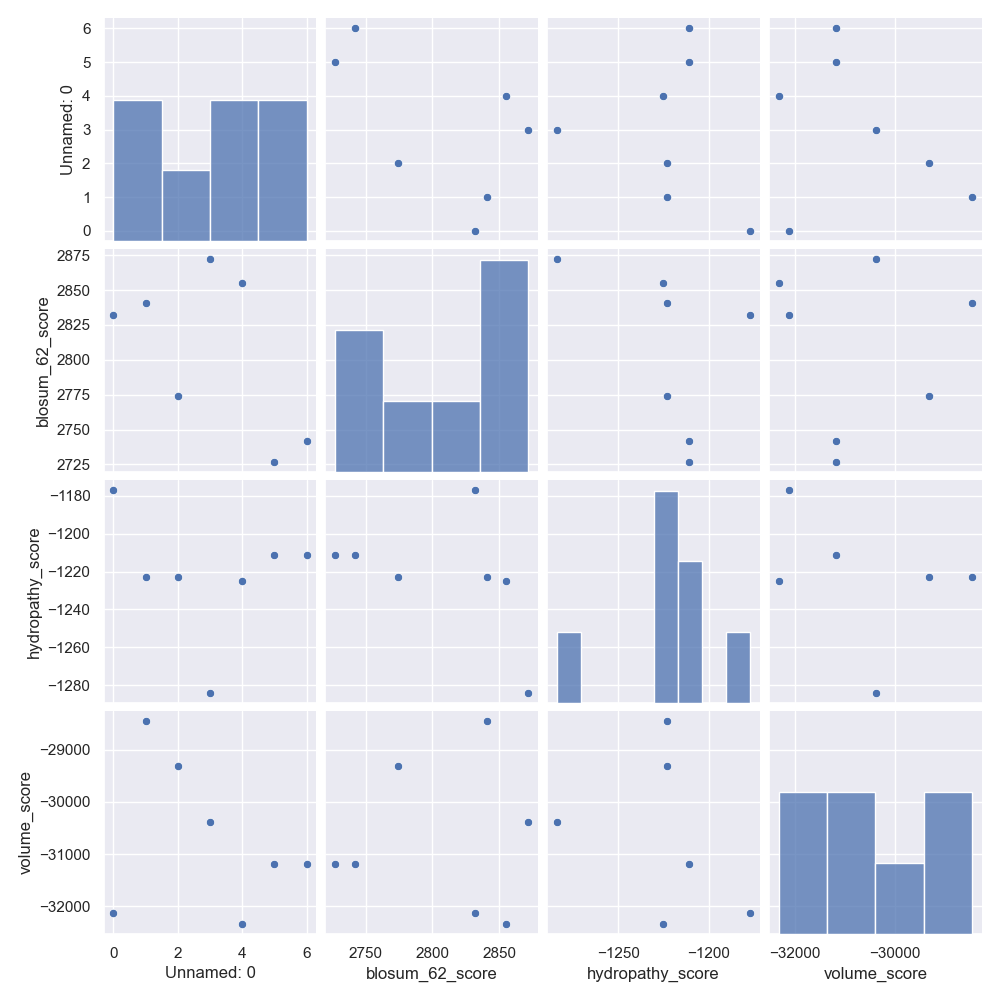 6
5
4
3
2
1
0
Unnamed: 0
2875
2850
2825
2800
2775
2750
2725
blosum_62_score
−1180
−1200
−1220
−1240
−1260
−1280
hydropathy_score
−29000
−30000
−31000
−32000
volume_score
0 2 4 6
Unnamed: 0
2750 2800 2850
blosum_62_score
−1250 −1200
hydropathy_score
−32000 −30000
volume_score